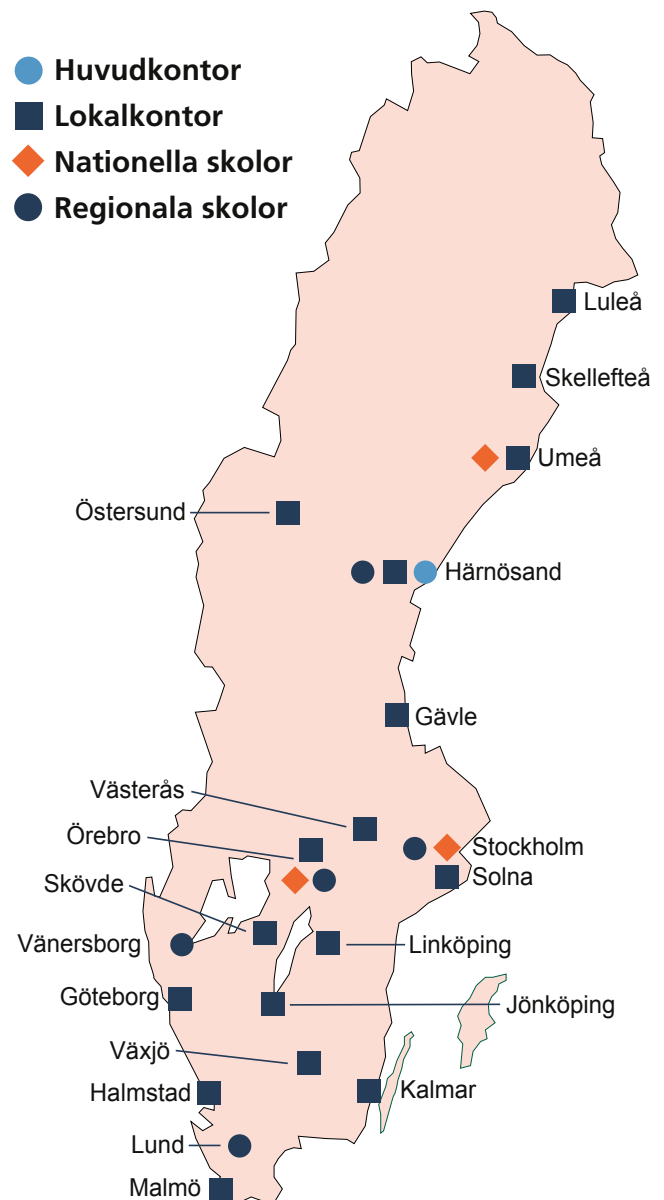 Huvudkontor
Lokalkontor
Nationella skolor
Regionala skolor
Luleå
Skellefteå
Umeå
Östersund
Härnösand
Gävle
Västerås
Örebro
Stockholm
Solna
Skövde
Vänersborg
Linköping
Göteborg
Jönköping
Växjö
Halmstad
Kalmar
Lund
Malmö